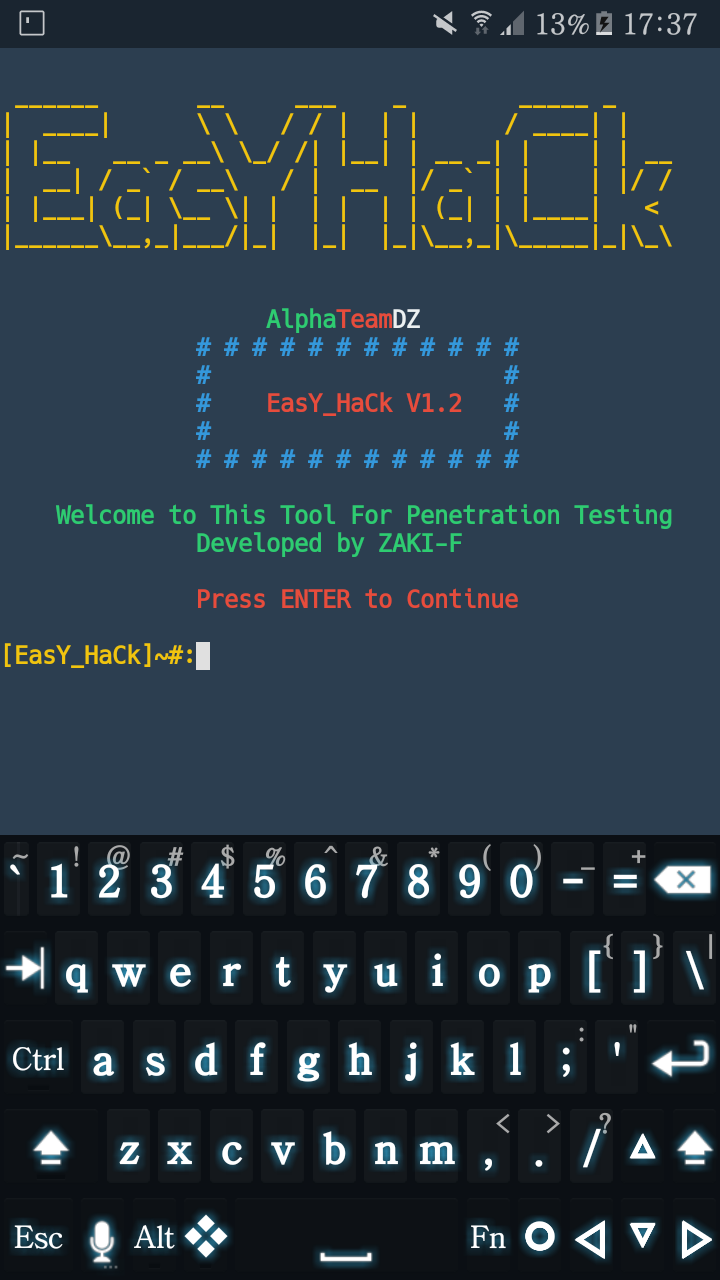 13% 17:37
EasYHaCk
AlphaTeamDZ
# # # # # # # # # # # #
# #
# EasY_HaCk V1.2 #
# #
# # # # # # # # # # # #
Welcome to This Tool For Penetration Testing
Developed by ZAKI-F
Press ENTER to Continue
[EasY_HaCk]~#:
~ ! @ # $ % ^ & * ( ) _ +
` 1 2 3 4 5 6 7 8 9 0 - =
{ } |
q w e r t y u i o p [ ] \
: "
Ctrl a s d f g h j k l ; '
< > ?
z x c v b n m , . /
Esc Alt Fn